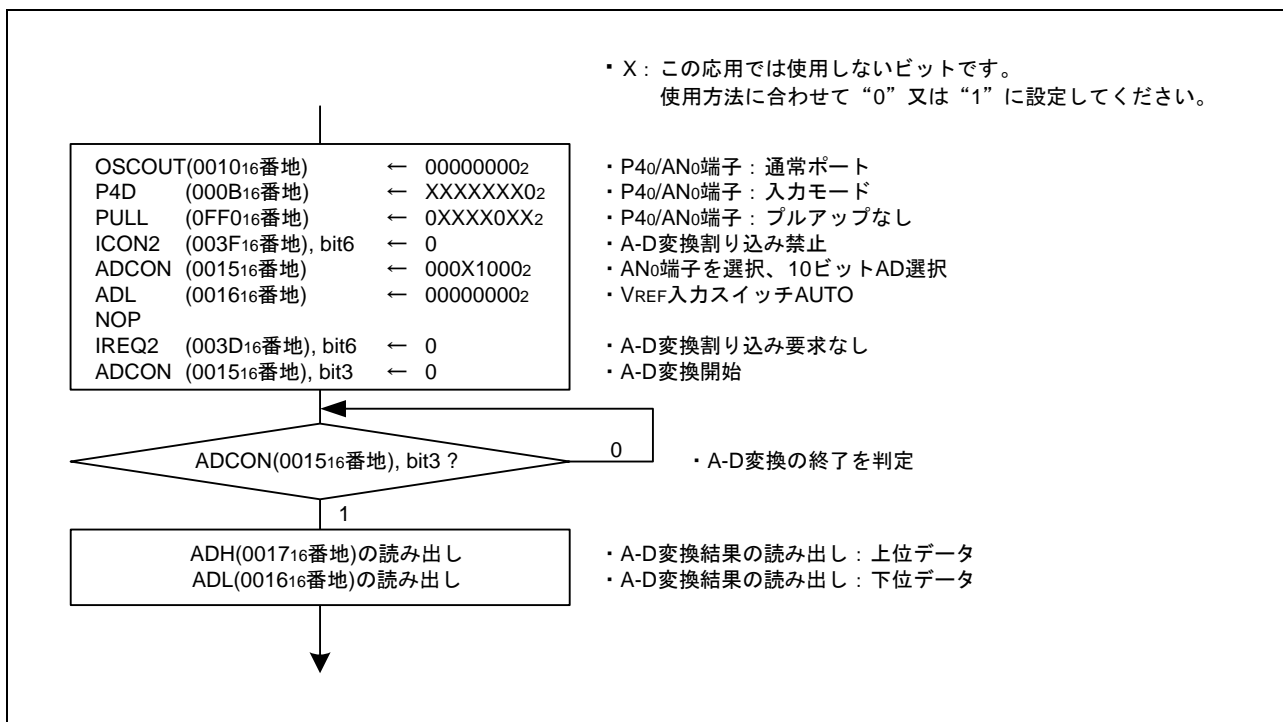 ・X：この応用では使用しないビットです。
使用方法に合わせて“0”又は“1”に設定してください。
OSCOUT(001016番地) ← 000000002 ・P40/AN0端子：通常ポート
P4D (000B16番地) ← XXXXXXX02 ・P40/AN0端子：入力モード
PULL (0FF016番地) ← 0XXXX0XX2 ・P40/AN0端子：プルアップなし
ICON2 (003F16番地), bit6 ← 0 ・A-D変換割り込み禁止
ADCON (001516番地) ← 000X10002 ・AN0端子を選択、10ビットAD選択
ADL (001616番地) ← 000000002 ・VREF入力スイッチAUTO
NOP
IREQ2 (003D16番地), bit6 ← 0 ・A-D変換割り込み要求なし
ADCON (001516番地), bit3 ← 0 ・A-D変換開始
ADCON(001516番地), bit3 ? 0 ・A-D変換の終了を判定
1
ADH(001716番地)の読み出し ・A-D変換結果の読み出し：上位データ
ADL(001616番地)の読み出し ・A-D変換結果の読み出し：下位データ